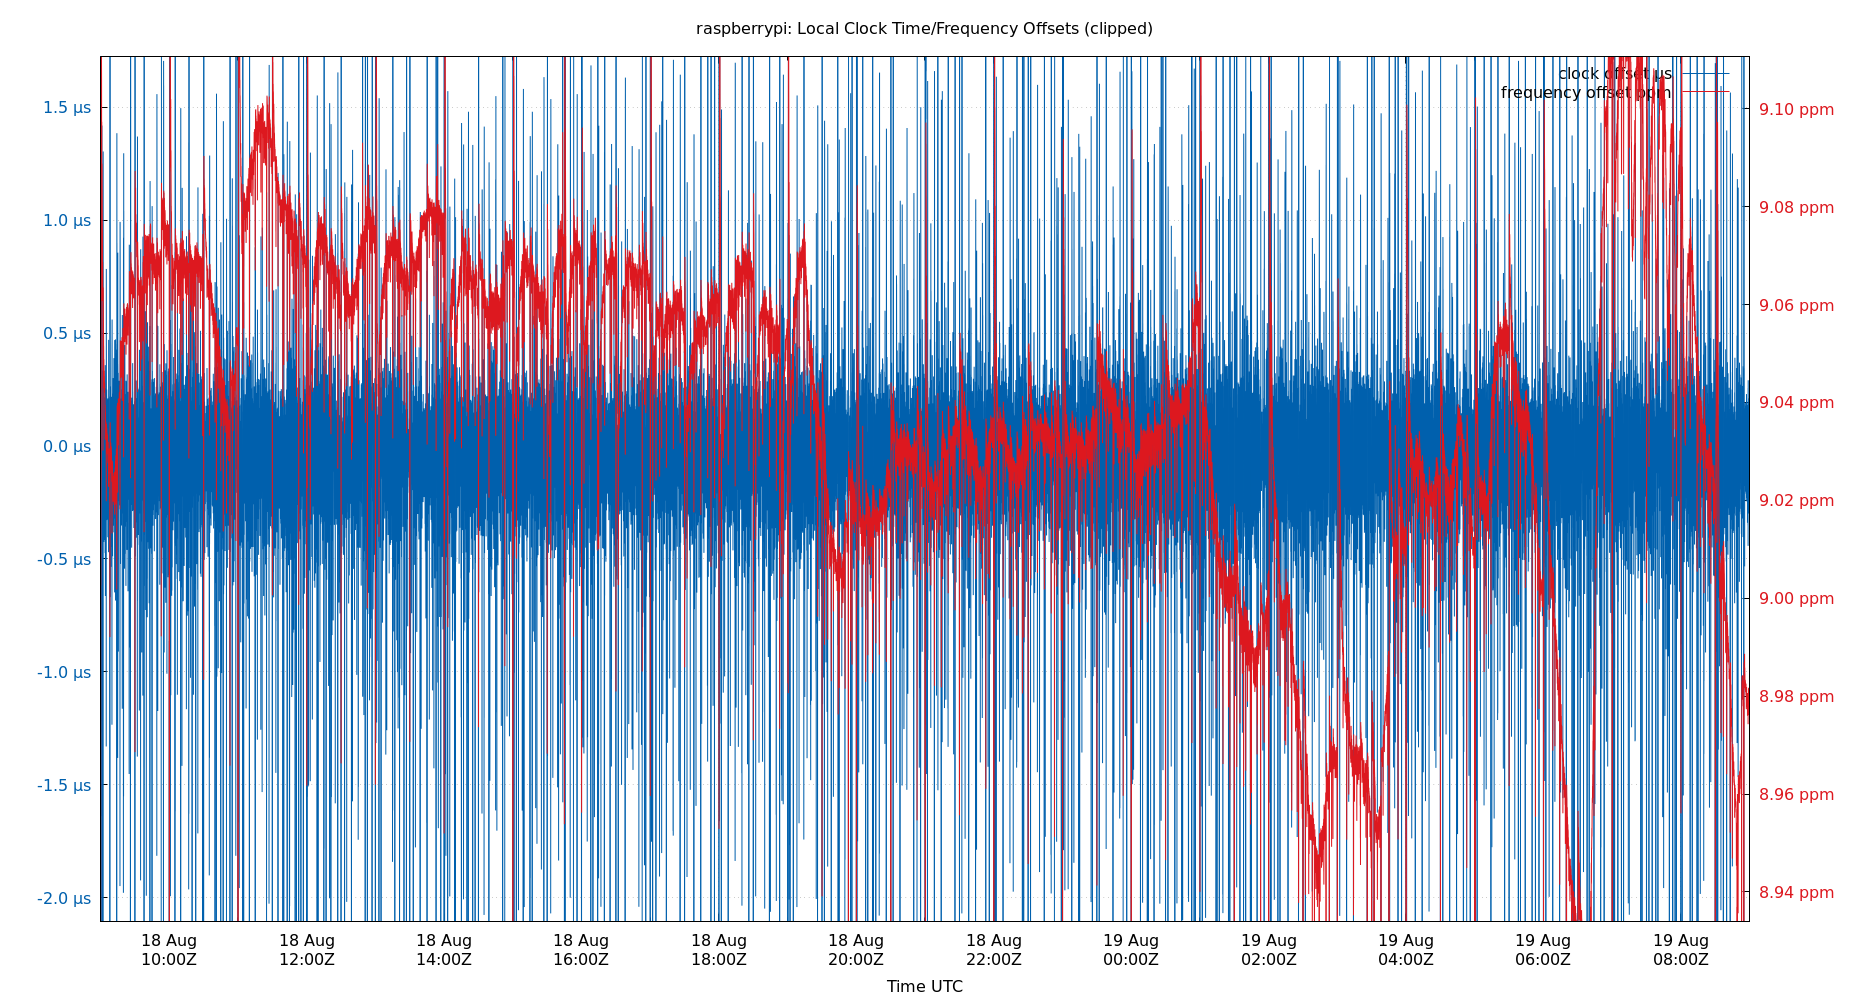 raspberrypi: Local Clock Time/Frequency Offsets (clipped)
clock offset µs
frequency offset ppm
1.5 µs
1.0 µs
0.5 µs
0.0 µs
-0.5 µs
-1.0 µs
-1.5 µs
-2.0 µs
9.10 ppm
9.08 ppm
9.06 ppm
9.04 ppm
9.02 ppm
9.00 ppm
8.98 ppm
8.96 ppm
8.94 ppm
18 Aug
10:00Z
18 Aug
12:00Z
18 Aug
14:00Z
18 Aug
16:00Z
18 Aug
18:00Z
18 Aug
20:00Z
18 Aug
22:00Z
19 Aug
00:00Z
19 Aug
02:00Z
19 Aug
04:00Z
19 Aug
06:00Z
19 Aug
08:00Z
Time UTC